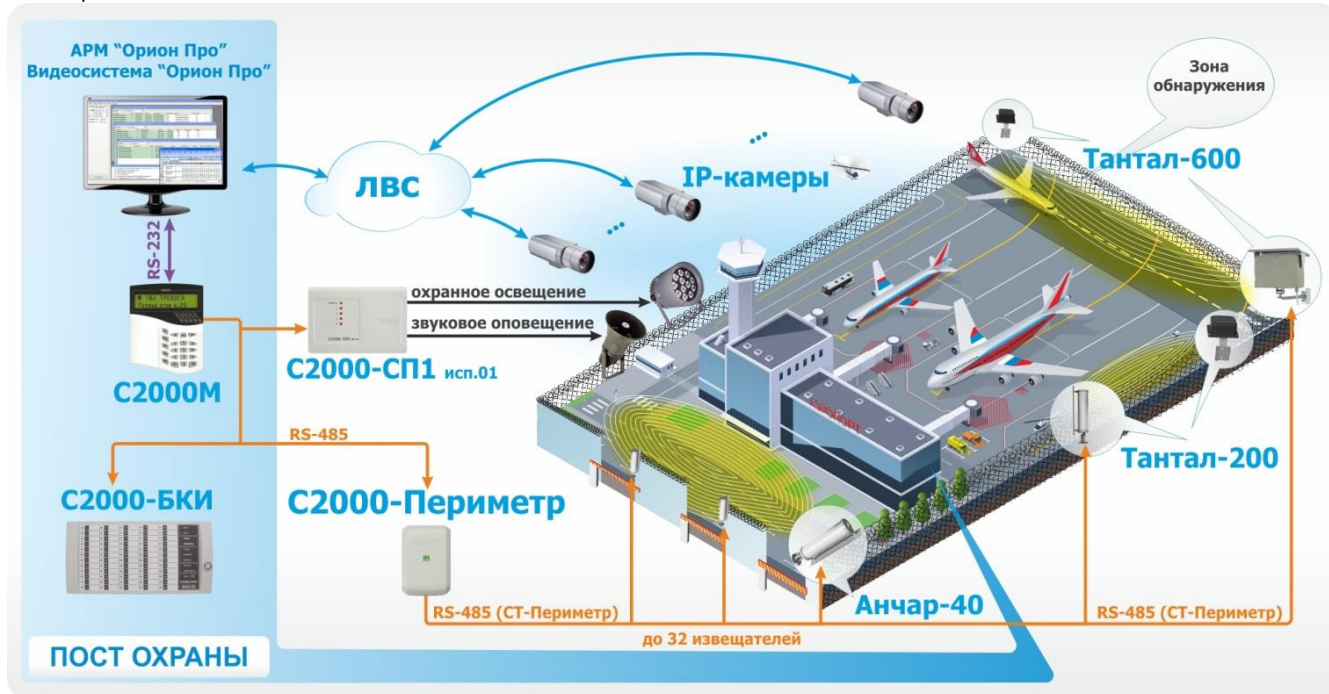 АРМ “Орион Про”
Видеосистема “Орион Про”
Зона
обнаружения
Тантал-600
ЛВС
IP-камеры
RS-232
охранное освещение
звуковое оповещение
С2000-СП1 исп.01
С2000М
АЭРОПОРТ
RS-485
Тантал-200
С2000-БКИ
С2000-Периметр
Анчар-40
RS-485 (СТ-Периметр)
RS-485 (СТ-Периметр)
до 32 извещателей
ПОСТ ОХРАНЫ